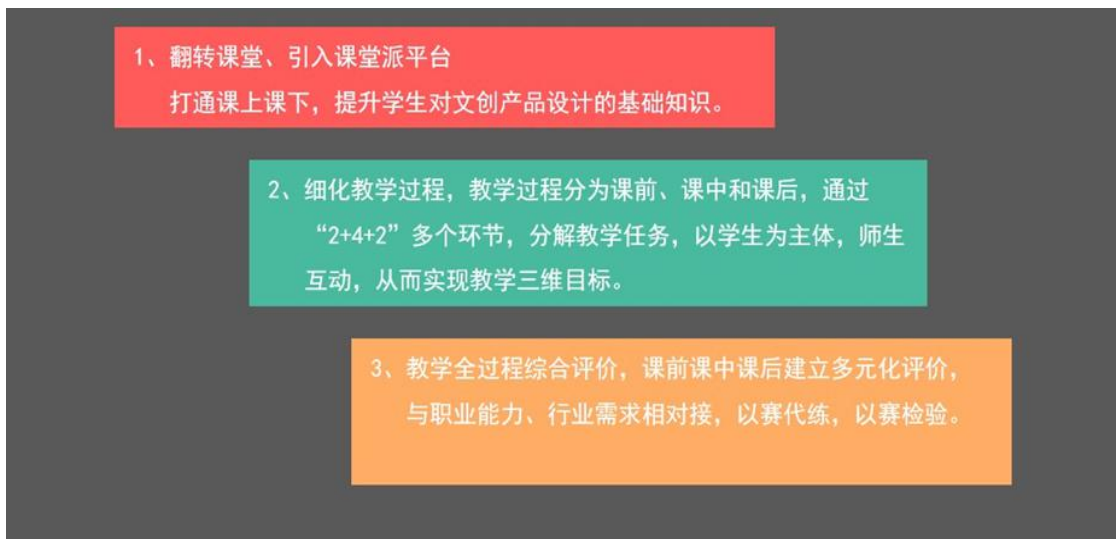 1、翻转课堂、引入课堂派平台
打通课上课下，提升学生对文创产品设计的基础知识。
2、细化教学过程，教学过程分为课前、课中和课后，通过
“2+4+2”多个环节，分解教学任务，以学生为主体，师生
互动，从而实现教学三维目标。
3、教学全过程综合评价，课前课中课后建立多元化评价，
与职业能力、行业需求相对接，以赛代练，以赛检验。